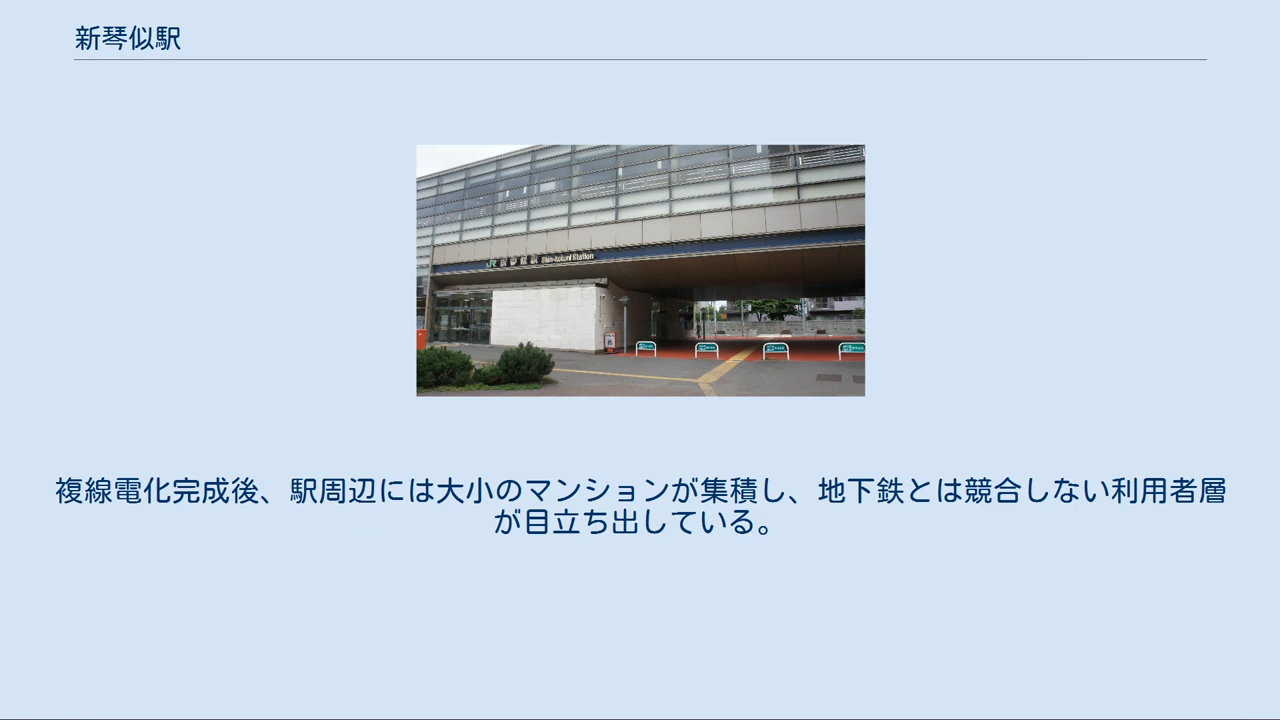 新琴似駅
JR 新琴似駅 Shin-kotoni Station
複線電化完成後、駅周辺には大小のマンションが集積し、地下鉄とは競合しない利用者層
が目立ち出している。